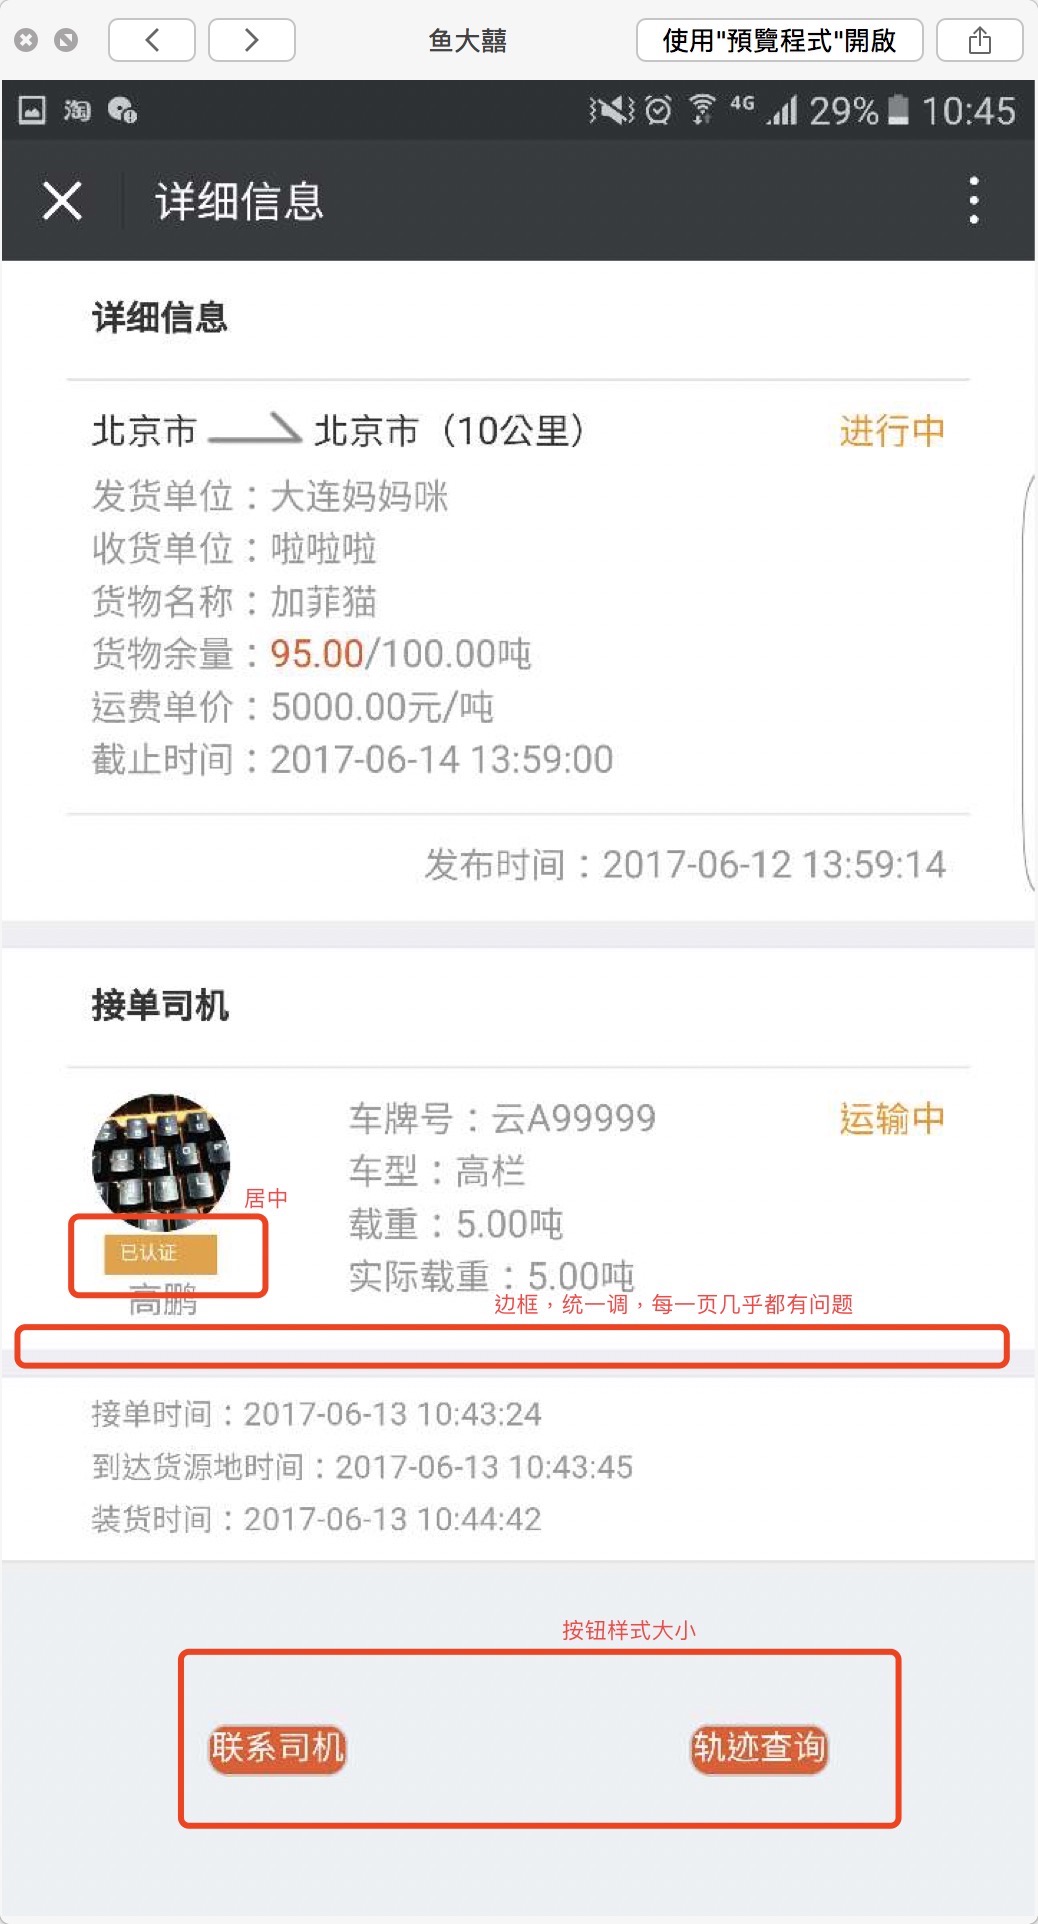 鱼大囍
使用"預覽程式"開啟
淘
4G
29%
10:45
详细信息
详细信息
北京市
北京市（10公里）
进行中
发货单位：大连妈妈咪
收货单位：啦啦啦
货物名称：加菲猫
货物余量：95.00/100.00吨
运费单价：5000.00元/吨
截止时间：2017-06-14 13:59:00
发布时间：2017-06-12 13:59:14
接单司机
车牌号：云A99999
运输中
车型：高栏
居中
载重：5.00吨
已认证
实际载重：5.00吨
高鹏
边框，统一调，每一页几乎都有问题
接单时间：2017-06-13 10:43:24
到达货源地时间：2017-06-13 10:43:45
装货时间：2017-06-13 10:44:42
按钮样式大小
联系司机
轨迹查询